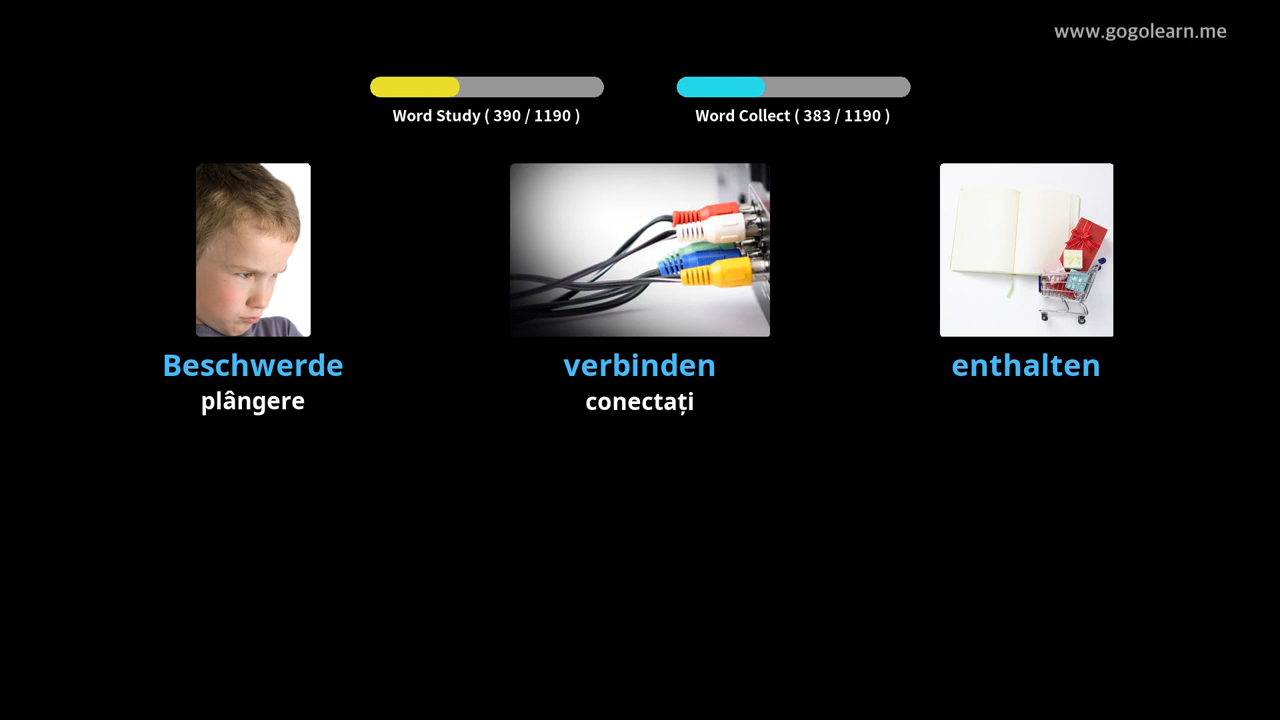 www.gogolearn.me
Word Study ( 390 / 1190 )
Word Collect ( 383 / 1190 )
Beschwerde
plângere
verbinden
conectați
enthalten